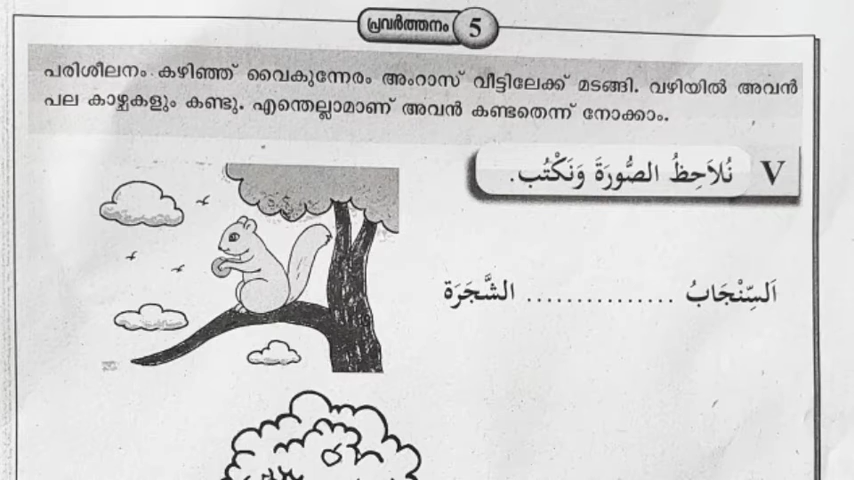 പ്രവർത്തനം 5
പരിശീലനം കഴിഞ്ഞ് വൈകുന്നേരം അംറാസ് വീട്ടിലേക്ക് മടങ്ങി. വഴിയിൽ അവൻ
പല കാഴ്ചകളും കണ്ടു. എന്തെല്ലാമാണ് അവൻ കണ്ടതെന്ന് നോക്കാം.
V نُلاَحِظُ الصُّورَةَ وَنَكْتُب.
اَلسِّنْجَابُ ............... الشَّجَرَة